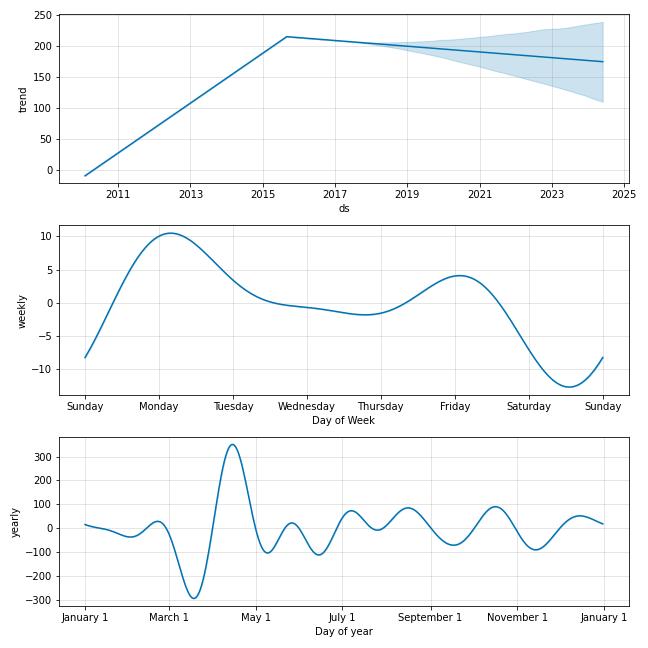 250
200
150
100
50
0
trend
2011 2013 2015 2017 2019 2021 2023 2025
ds
10
5
0
−5
−10
weekly
Sunday Monday Tuesday Wednesday Thursday Friday Saturday Sunday
Day of Week
300
200
100
0
−100
−200
−300
yearly
January 1 March 1 May 1 July 1 September 1 November 1 January 1
Day of year